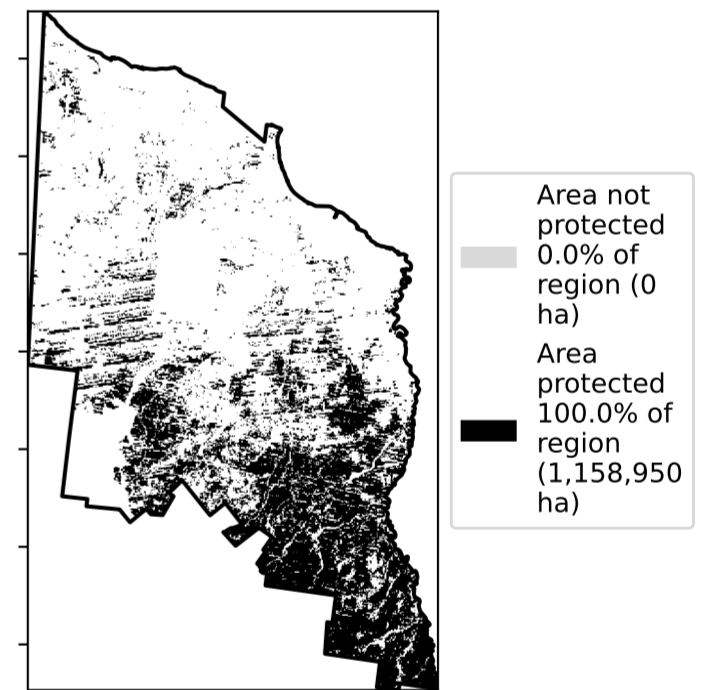 Area not
protected
0.0% of
region (0
ha)
Area
protected
100.0% of
region
(1,158,950
ha)